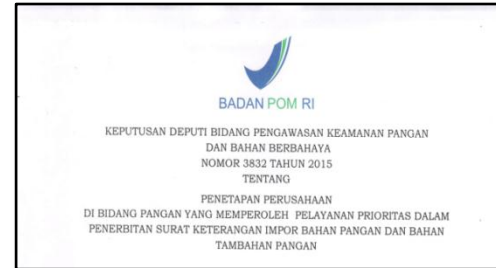 BADAN POM RI
KEPUTUSAN DEPUTI BIDANG PENGAWASAN KEAMANAN PANGAN
DAN BAHAN BERBAHAYA
NOMOR 3832 TAHUN 2015
TENTANG
PENETAPAN PERUSAHAAN
DI BIDANG PANGAN YANG MEMPEROLEH PELAYANAN PRIORITAS DALAM
PENERBITAN SURAT KETERANGAN IMPOR BAHAN PANGAN DAN BAHAN
TAMBAHAN PANGAN